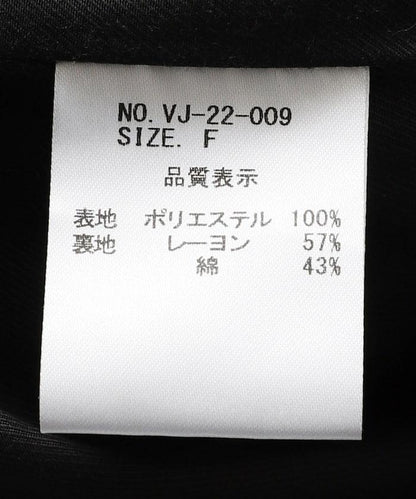 NO. VJ-22-009
SIZE. F
品質表示
表地 ポリエステル 100%
裏地 レーヨン 57%
綿 43%